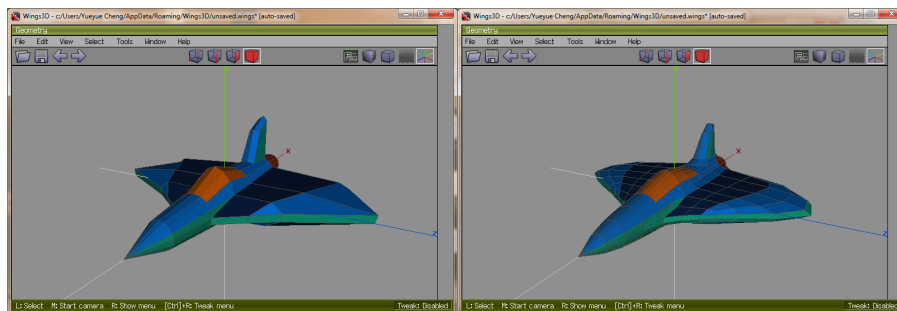 Wings3D - c:/Users/Yueyue Cheng/AppData/Roaming/Wings3D/unsaved.wings* [auto-saved]
Geometry
File Edit View Select Tools Window Help
X
Z
L: Select M: Start camera R: Show menu [Ctrl]+R: Tweak menu Tweak: Disabled
Wings3D - c:/Users/Yueyue Cheng/AppData/Roaming/Wings3D/unsaved.wings* [auto-saved]
Geometry
File Edit View Select Tools Window Help
X
Z
L: Select M: Start camera R: Show menu [Ctrl]+R: Tweak menu Tweak: Disabled